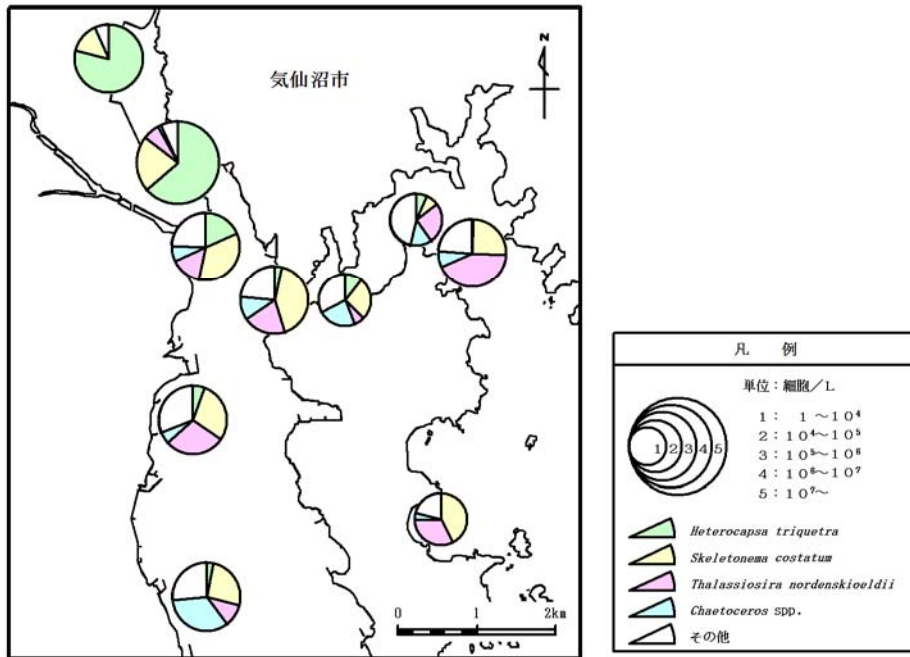 N
気仙沼市
0 1 2km
凡 例
単位：細胞／L
1 2 3 4 5
1： 1 ～10⁴
2：10⁴～10⁵
3：10⁵～10⁶
4：10⁶～10⁷
5：10⁷～
Heterocapsa triquetra
Skeletonema costatum
Thalassiosira nordenskioeldii
Chaetoceros spp.
その他